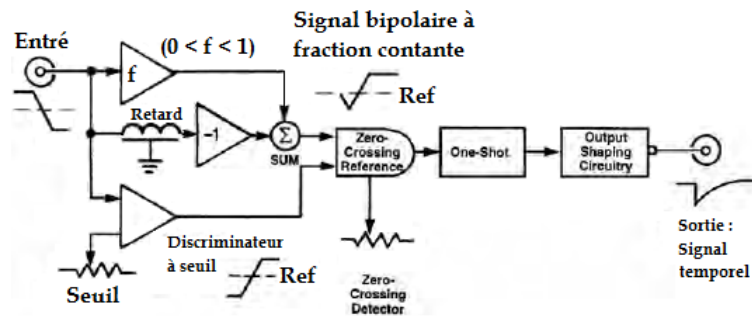 Signal bipolaire à
fraction contante
Entré
(0 < f < 1)
f
Ref
Retard
-1
Σ
SUM
Zero-
Crossing
Reference
One-Shot
Output
Shaping
Circuitry
Discriminateur
à seuil
Ref
Seuil
Zero-
Crossing
Detector
Sortie :
Signal
temporel